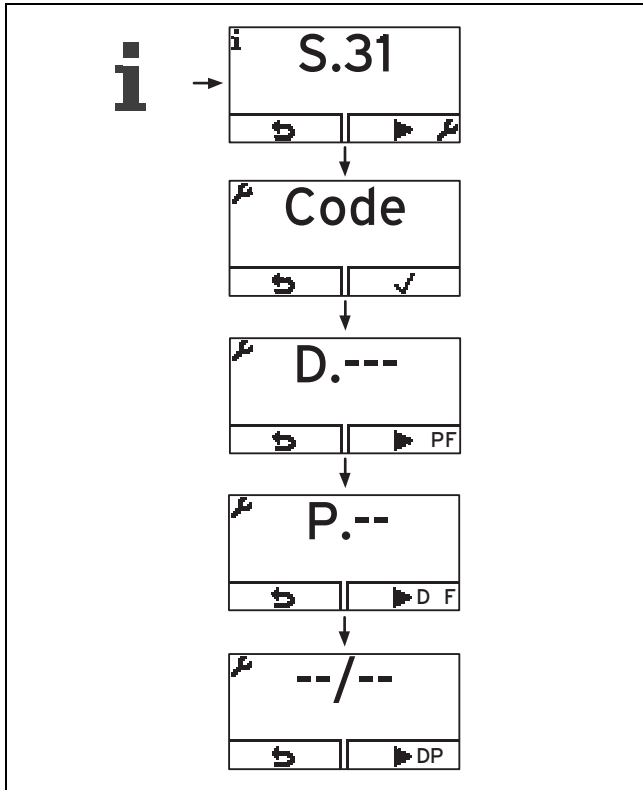 i
i
S.31
Code
D.---
PF
P.--
D F
--/--
DP